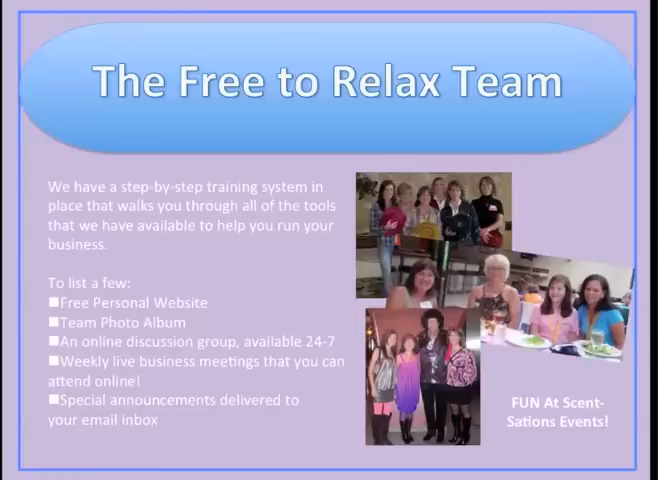 The Free to Relax Team
We have a step-by-step training system in
place that walks you through all of the tools
that we have available to help you run your
business.
To list a few:
■Free Personal Website
■Team Photo Album
■An online discussion group, available 24-7
■Weekly live business meetings that you can
attend online!
■Special announcements delivered to
your email inbox
FUN At Scent-
Sations Events!